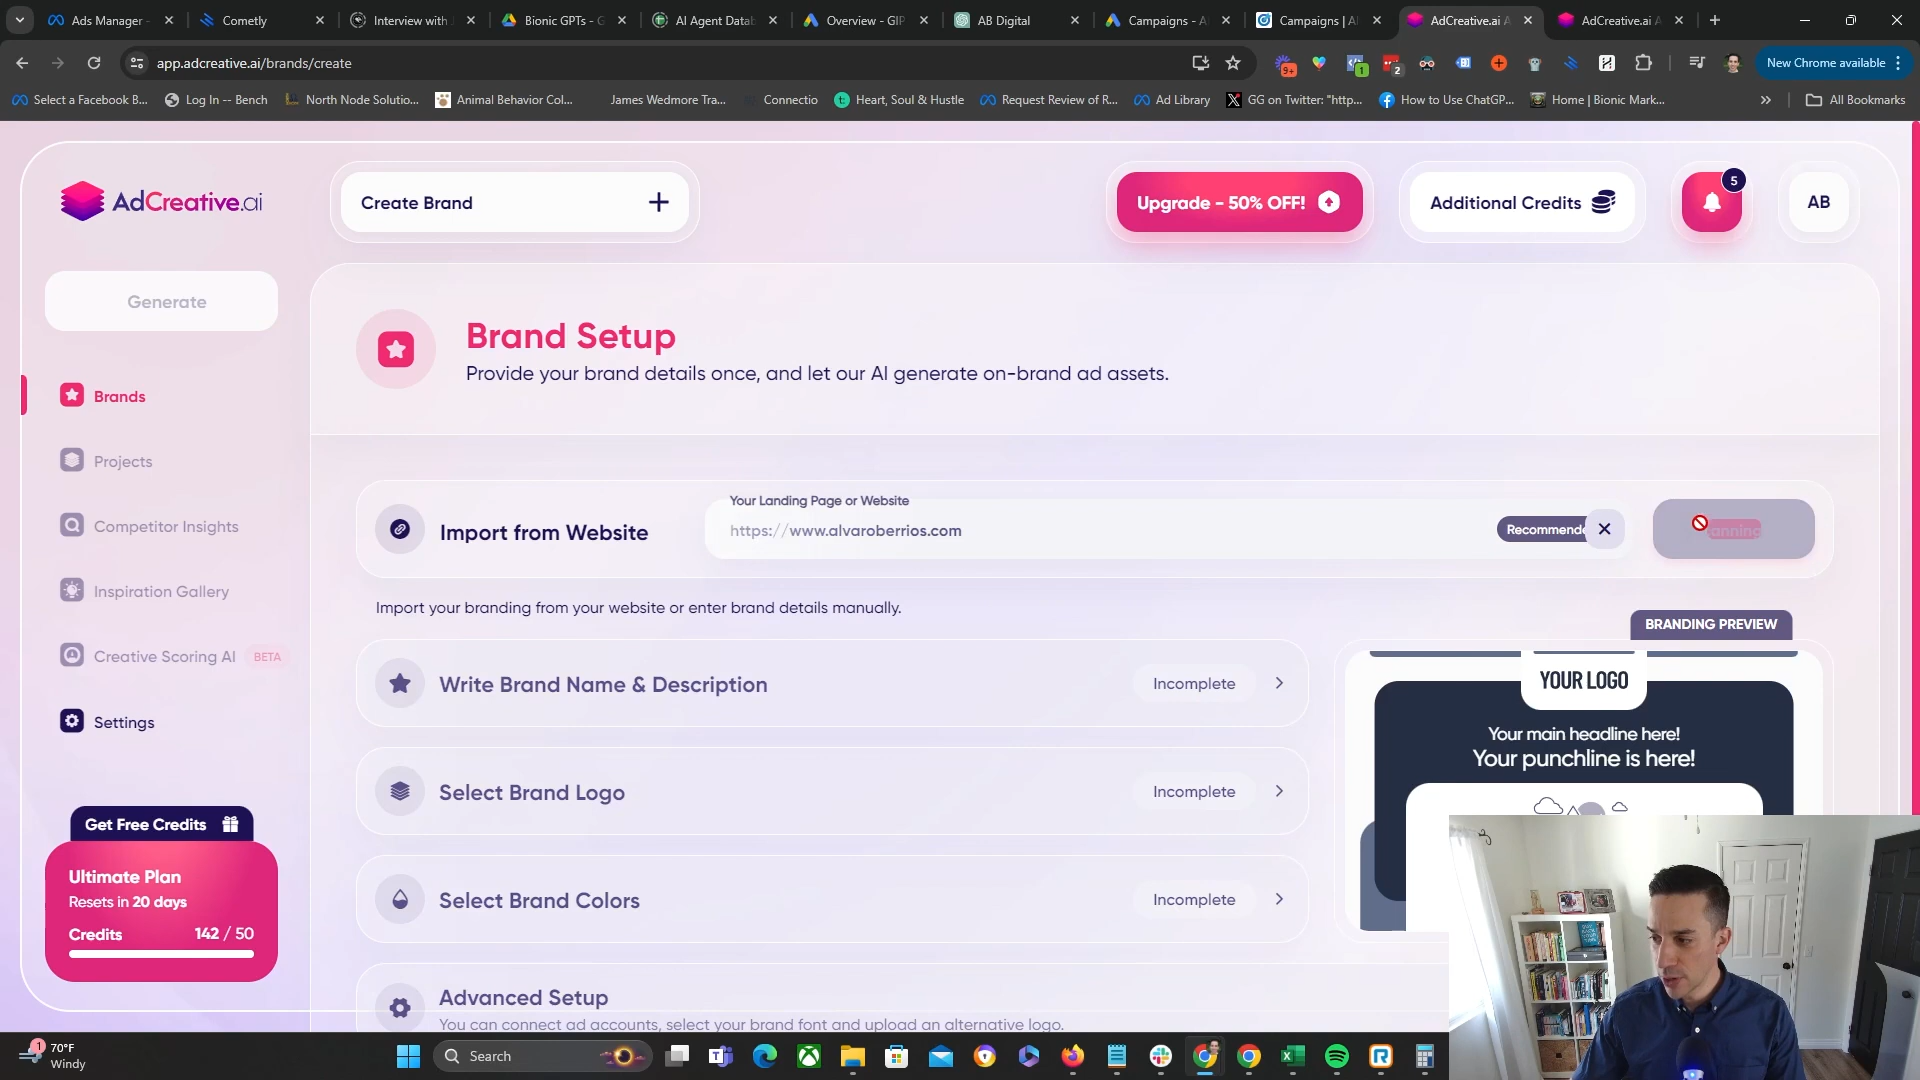 Ads Manager -
Cometly
Interview with
Bionic GPTs - G
AI Agent Datab
Overview - GIP
AB Digital
Campaigns - A
Campaigns | A
AdCreative.ai A
AdCreative.ai A
app.adcreative.ai/brands/create
9+
1
2
New Chrome available
Select a Facebook B...
Log In -- Bench
North Node Solutio...
Animal Behavior Col...
James Wedmore Tra...
Connectio
Heart, Soul & Hustle
Request Review of R...
Ad Library
GG on Twitter: "http...
How to Use ChatGP...
Home | Bionic Mark...
All Bookmarks
AdCreative.ai
Create Brand
Upgrade - 50% OFF!
Additional Credits
5
AB
Generate
Brands
Projects
Competitor Insights
Inspiration Gallery
Creative Scoring AI BETA
Settings
Get Free Credits
Ultimate Plan
Resets in 20 days
Credits 142 / 50
Brand Setup
Provide your brand details once, and let our AI generate on-brand ad assets.
Import from Website
Your Landing Page or Website
https://www.alvaroberrios.com
Recommende
anning
Import your branding from your website or enter brand details manually.
Write Brand Name & Description
Incomplete
Select Brand Logo
Incomplete
Select Brand Colors
Incomplete
Advanced Setup
You can connect ad accounts, select your brand font and upload an alternative logo.
BRANDING PREVIEW
YOUR LOGO
Your main headline here!
Your punchline is here!
1
70°F
Windy
Search